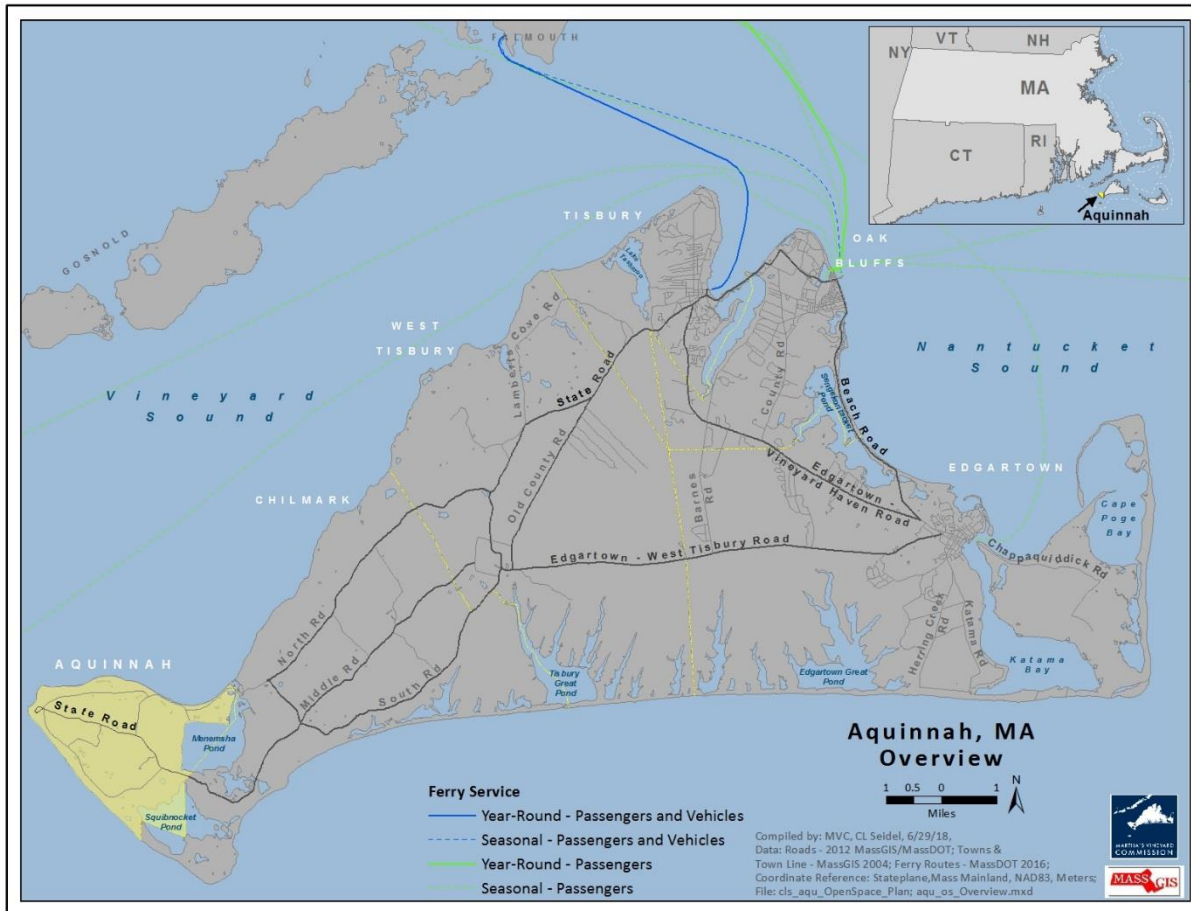 FALMOUTH
GOSNOLD
TISBURY
Lake
Tashmoo
OAK
BLUFFS
WEST
TISBURY
Lamberts Cove Rd
Vineyard
Sound
Nantucket
Sound
State Road
Old County Rd
County Rd
Sengekontacket
Pond
Beach Road
Barnes
Rd
Edgartown -
Vineyard Haven Road
EDGARTOWN
Cape
Poge
Bay
CHILMARK
Edgartown - West Tisbury Road
Chappaquiddick Rd
North Rd
Middle Rd
South Rd
Herring Creek
Rd
Katama Rd
Katama
Bay
Tisbury
Great
Pond
Edgartown Great
Pond
AQUINNAH
State Road
Menemsha
Pond
Squibnocket
Pond
NY
VT
NH
MA
CT
RI
Aquinnah
Aquinnah, MA
Overview
1 0.5 0 1
Miles
N
Ferry Service
Year-Round - Passengers and Vehicles
Seasonal - Passengers and Vehicles
Year-Round - Passengers
Seasonal - Passengers
Compiled by: MVC, CL Seidel, 6/29/18,
Data: Roads - 2012 MassGIS/MassDOT; Towns &
Town Line - MassGIS 2004; Ferry Routes - MassDOT 2016;
Coordinate Reference: Stateplane,Mass Mainland, NAD83, Meters;
File: cls_aqu_OpenSpace_Plan; aqu_os_Overview.mxd
MARTHA'S VINEYARD
COMMISSION
MASSGIS